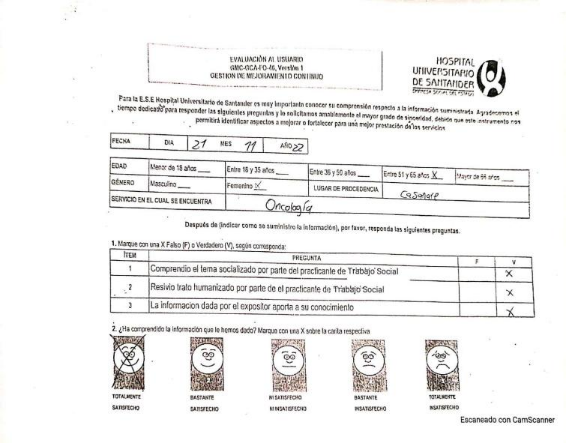 EVALUACIÓN AL USUARIO
GMC-GCA-FO-46, Versión 1
GESTION DE MEJORAMIENTO CONTINUO
HOSPITAL
UNIVERSITARIO
DE SANTANDER
EMPRESA SOCIAL DEL ESTADO
Para la E.S.E Hospital Universitario de Santander es muy importante conocer su comprensión respecto a la información suministrada. Agradecemos el
tiempo dedicado para responder las siguientes preguntas y le solicitamos amablemente el mayor grado de sinceridad, debido que este instrumento nos
permitirá identificar aspectos a mejorar o fortalecer para una mejor prestación de los servicios
FECHA DIA 21 MES 11 AÑO 22
EDAD Menor de 18 años ____ Entre 18 y 35 años ____ Entre 36 y 50 años ____ Entre 51 y 65 años X Mayor de 66 años ____
GÉNERO Masculino ____ Femenino X LUGAR DE PROCEDENCIA Casanare
SERVICIO EN EL CUAL SE ENCUENTRA Oncología
Después de (indicar como se suministro la información), por favor, responda las siguientes preguntas.
1. Marque con una X Falso (F) o Verdadero (V), según corresponda:
ÍTEM PREGUNTA F V
1 Comprendio el tema socializado por parte del practicante de Trabajo Social X
2 Resivio trato humanizado por parte de el practicante de Trabajo Social X
3 La informacion dada por el expositor aporta a su conocimiento X
2. ¿Ha comprendido la información que le hemos dado? Marque con una X sobre la carita respectiva
TOTALMENTE BASTANTE NI SATISFECHO BASTANTE TOTALMENTE
SATISFECHO SATISFECHO NI INSATISFECHO INSATISFECHO INSATISFECHO
Escaneado con CamScanner